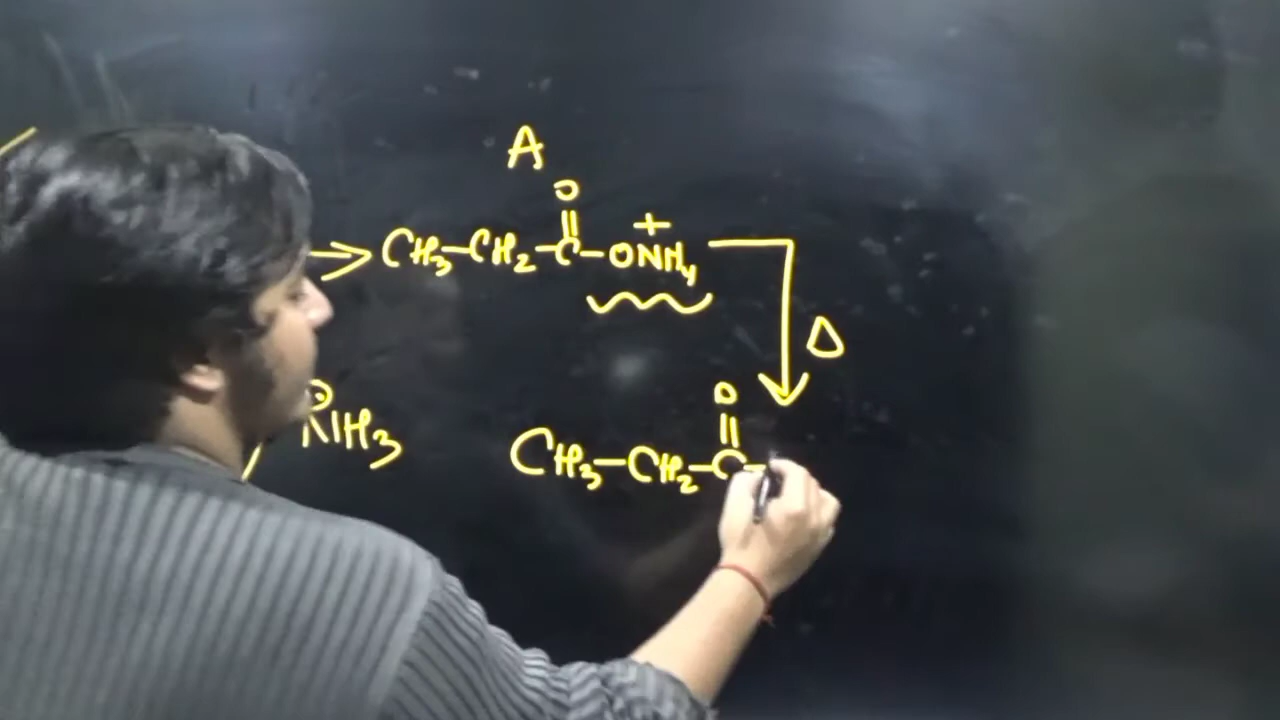 A
O
||
→ CH₃–CH₂–C–ONH₄
+
Δ
O
||
CH₃–CH₂–C–
NH₃